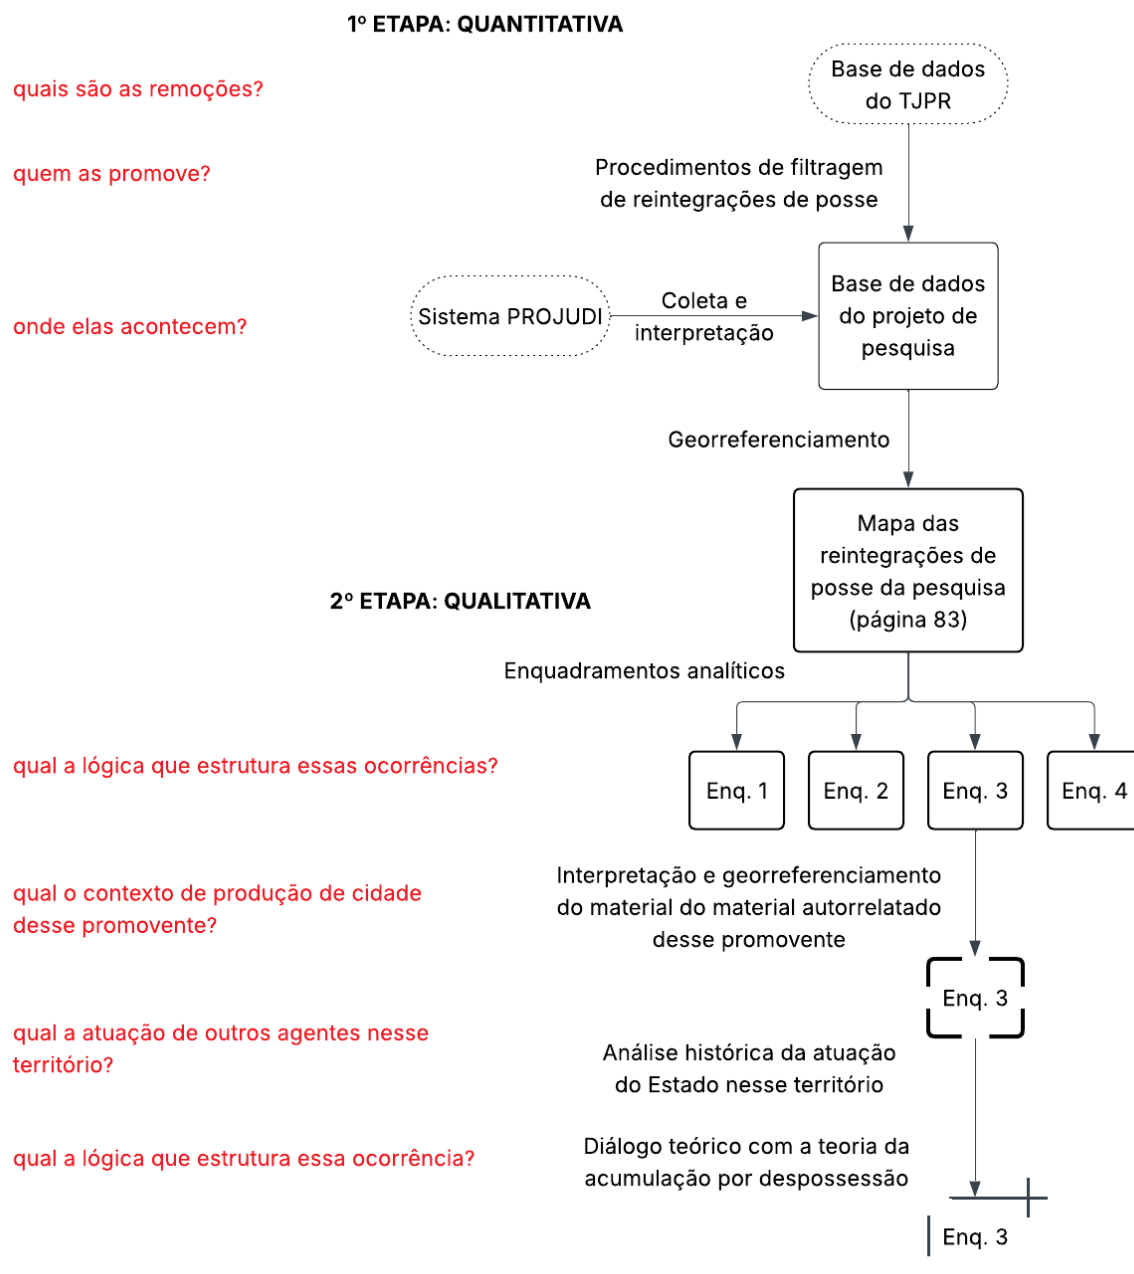 1º ETAPA: QUANTITATIVA
Base de dados
do TJPR
quais são as remoções?
Procedimentos de filtragem
de reintegrações de posse
quem as promove?
Base de dados
do projeto de
pesquisa
Sistema PROJUDI
Coleta e
interpretação
onde elas acontecem?
Georreferenciamento
Mapa das
reintegrações de
posse da pesquisa
(página 83)
2º ETAPA: QUALITATIVA
Enquadramentos analíticos
qual a lógica que estrutura essas ocorrências?
Enq. 1
Enq. 2
Enq. 3
Enq. 4
qual o contexto de produção de cidade
desse promovente?
Interpretação e georreferenciamento
do material do material autorrelatado
desse promovente
Enq. 3
qual a atuação de outros agentes nesse
território?
Análise histórica da atuação
do Estado nesse território
qual a lógica que estrutura essa ocorrência?
Diálogo teórico com a teoria da
acumulação por despossessão
Enq. 3